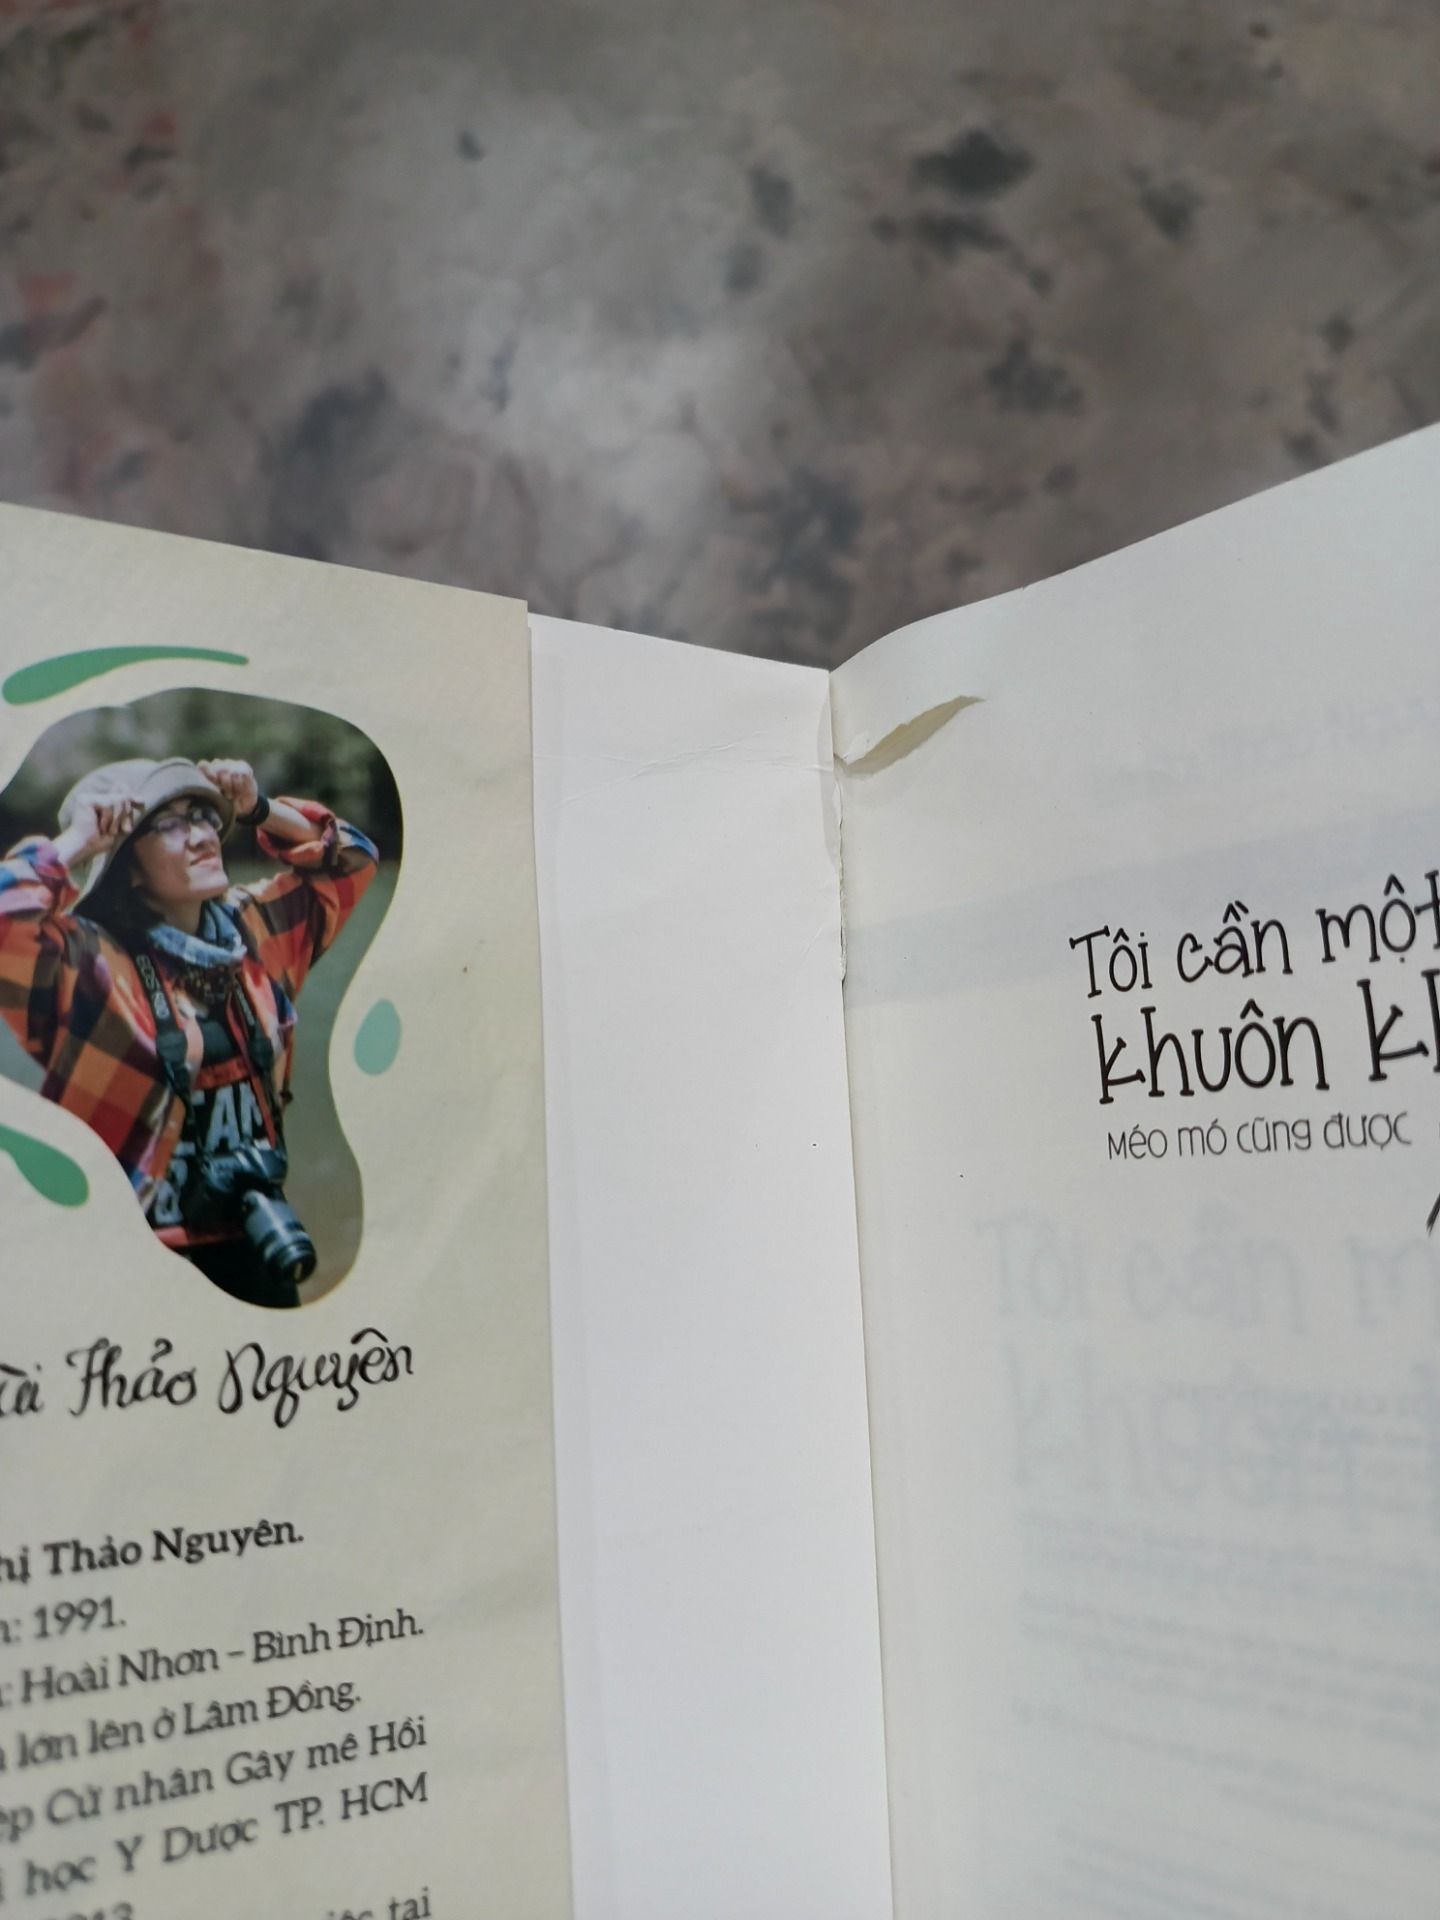 Thảo Nguyên
Thảo Nguyên.
1991.
Hoài Nhơn – Bình Định.
lớn lên ở Lâm Đồng.
Cử nhân Gây mê Hồi
học Y Dược TP. HCM
tại
Tôi cần một
khuôn
Méo mó cũng được